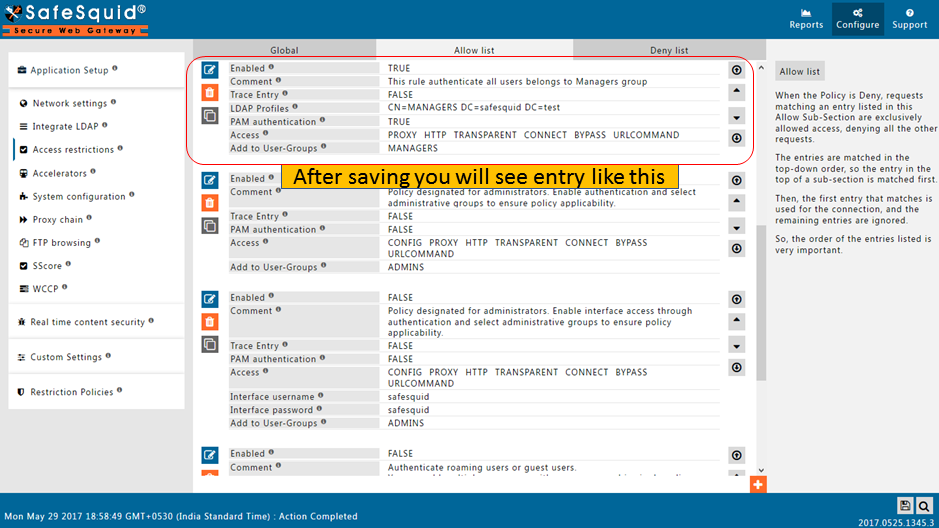 SafeSquid®
Secure Web Gateway
Reports
Configure
Support
Application Setup
Network settings
Integrate LDAP
Access restrictions
Accelerators
System configuration
Proxy chain
FTP browsing
SScore
WCCP
Real time content security
Custom Settings
Restriction Policies
Global
Allow list
Deny list
Enabled TRUE
Comment This rule authenticate all users belongs to Managers group
Trace Entry FALSE
LDAP Profiles CN=MANAGERS DC=safesquid DC=test
PAM authentication TRUE
Access PROXY HTTP TRANSPARENT CONNECT BYPASS URLCOMMAND
Add to User-Groups MANAGERS
After saving you will see entry like this
Enabled
Comment Policy designated for administrators. Enable authentication and select
administrative groups to ensure policy applicability.
Trace Entry FALSE
PAM authentication FALSE
Access CONFIG PROXY HTTP TRANSPARENT CONNECT BYPASS
URLCOMMAND
Add to User-Groups ADMINS
Enabled FALSE
Comment Policy designated for administrators. Enable interface access through
authentication and select administrative groups to ensure policy
applicability.
Trace Entry FALSE
PAM authentication FALSE
Access CONFIG PROXY HTTP TRANSPARENT CONNECT BYPASS
URLCOMMAND
Interface username safesquid
Interface password safesquid
Add to User-Groups ADMINS
Enabled FALSE
Comment Authenticate roaming users or guest users.
Allow list
When the Policy is Deny, requests
matching an entry listed in this
Allow Sub-Section are exclusively
allowed access, denying all the other
requests.
The entries are matched in the
top-down order, so the entry in the
top of a sub-section is matched first.
Then, the first entry that matches is
used for the connection, and the
remaining entries are ignored.
So, the order of the entries listed is
very important.
Mon May 29 2017 18:58:49 GMT+0530 (India Standard Time) : Action Completed
2017.0525.1345.3